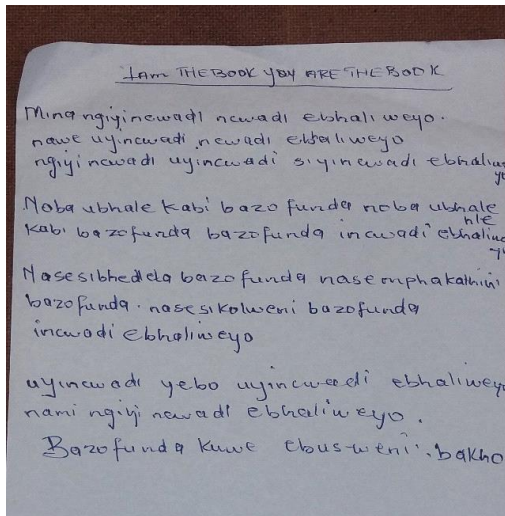 I am THE BOOK YOU ARE THE BOOK
Mina ngiyincwadi ncwadi ebhaliweyo.
nawe uyincwadi ncwadi ebhaliweyo
ngiyincwadi uyincwadi siyincwadi ebhaliwe
yo
Noba ubhale kabi bazofunda noba ubhale
hle
kabi bazofunda bazofunda incwadi ebhaliwe
yo
Nasesibhedlela bazofunda nasemphakathini
bazofunda. nasesikolweni bazofunda
incwadi ebhaliweyo
uyincwadi yebo uyincwadi ebhaliweyo
nami ngiyincwadi ebhaliweyo.
Bazofunda kuwe ebusweni bakho